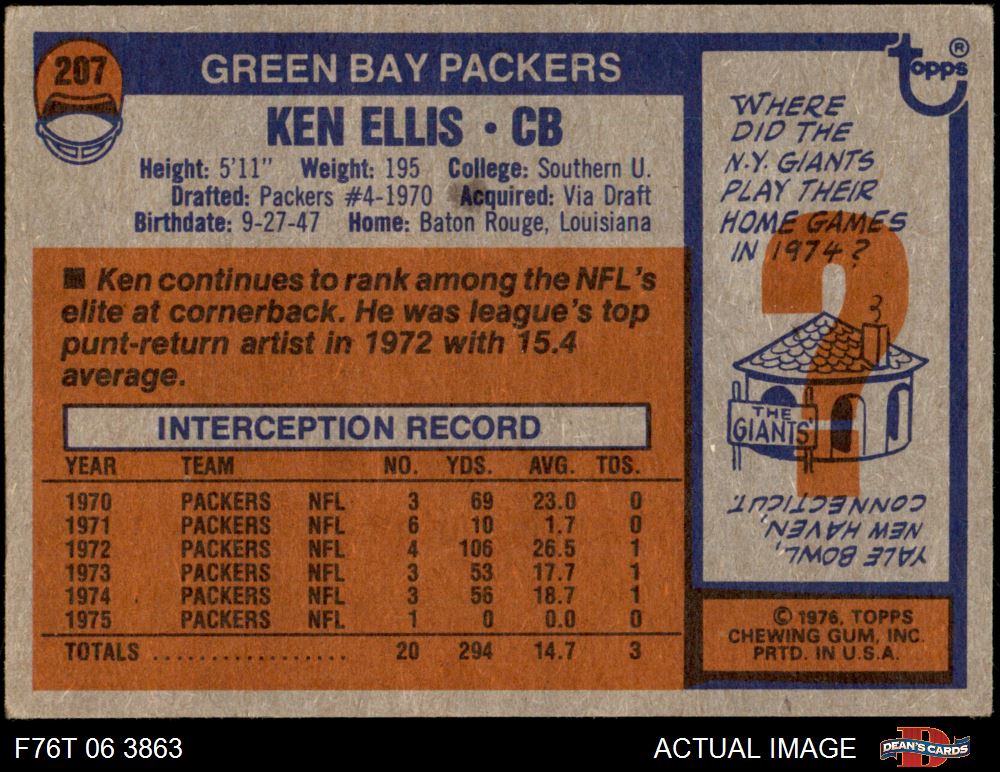 207
GREEN BAY PACKERS
KEN ELLIS • CB
Height: 5'11" Weight: 195 College: Southern U.
Drafted: Packers #4-1970 Acquired: Via Draft
Birthdate: 9-27-47 Home: Baton Rouge, Louisiana
■ Ken continues to rank among the NFL's
elite at cornerback. He was league's top
punt-return artist in 1972 with 15.4
average.
INTERCEPTION RECORD
YEAR TEAM NO. YDS. AVG. TDS.
1970 PACKERS NFL 3 69 23.0 0
1971 PACKERS NFL 6 10 1.7 0
1972 PACKERS NFL 4 106 26.5 1
1973 PACKERS NFL 3 53 17.7 1
1974 PACKERS NFL 3 56 18.7 1
1975 PACKERS NFL 1 0 0.0 0
TOTALS .................. 20 294 14.7 3
topps ®
WHERE
DID THE
N.Y. GIANTS
PLAY THEIR
HOME GAMES
IN 1974?
?
THE
GIANTS'
YALE BOWL,
NEW HAVEN,
CONNECTICUT.
© 1976, TOPPS
CHEWING GUM, INC.
PRTD. IN U.S.A.
F76T 06 3863
ACTUAL IMAGE
D
DEAN'S CARDS